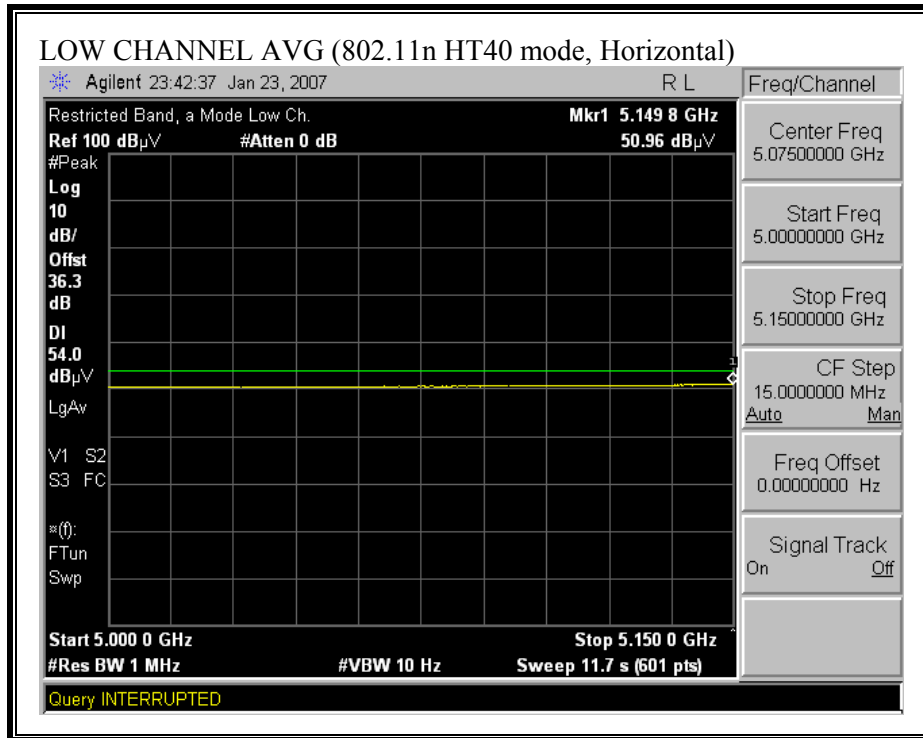 LOW CHANNEL AVG (802.11n HT40 mode, Horizontal)
Agilent 23:42:37 Jan 23, 2007 R L
Restricted Band, a Mode Low Ch. Mkr1 5.149 8 GHz
Ref 100 dBµV #Atten 0 dB 50.96 dBµV
#Peak
Log
10
dB/
Offst
36.3
dB
DI
54.0
dBµV
LgAv
V1 S2
S3 FC
¤(f):
FTun
Swp
1
Start 5.000 0 GHz Stop 5.150 0 GHz ^
#Res BW 1 MHz #VBW 10 Hz Sweep 11.7 s (601 pts)
Query INTERRUPTED
Freq/Channel
Center Freq
5.07500000 GHz
Start Freq
5.00000000 GHz
Stop Freq
5.15000000 GHz
CF Step
15.0000000 MHz
Auto Man
Freq Offset
0.00000000 Hz
Signal Track
On Off